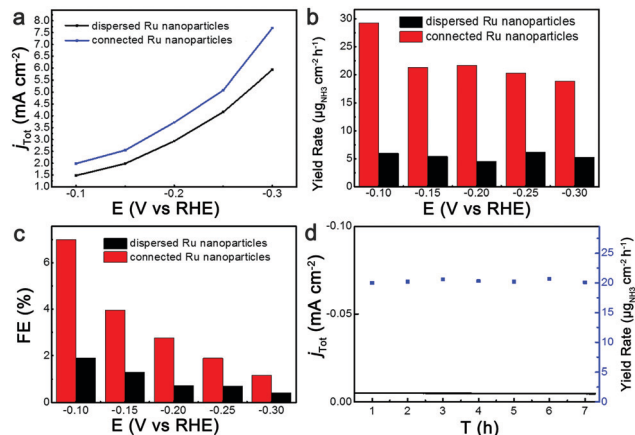 a
dispersed Ru nanoparticles
connected Ru nanoparticles
8.0
7.5
7.0
6.5
6.0
5.5
5.0
4.5
4.0
3.5
3.0
2.5
2.0
1.5
1.0
jTot (mA cm-2)
-0.1
-0.2
-0.3
E (V vs RHE)
b
dispersed Ru nanoparticles
connected Ru nanoparticles
30
25
20
15
10
5
0
Yield Rate (µgNH3 cm-2 h-1)
-0.10
-0.15
-0.20
-0.25
-0.30
E (V vs RHE)
c
dispersed Ru nanoparticles
connected Ru nanoparticles
6
4
2
0
FE (%)
-0.10
-0.15
-0.20
-0.25
-0.30
E (V vs RHE)
d
-0.10
-0.05
0.00
jTot (mA cm-2)
25
20
15
10
5
0
Yield Rate (µgNH3 cm-2 h-1)
1
2
3
4
5
6
7
T (h)